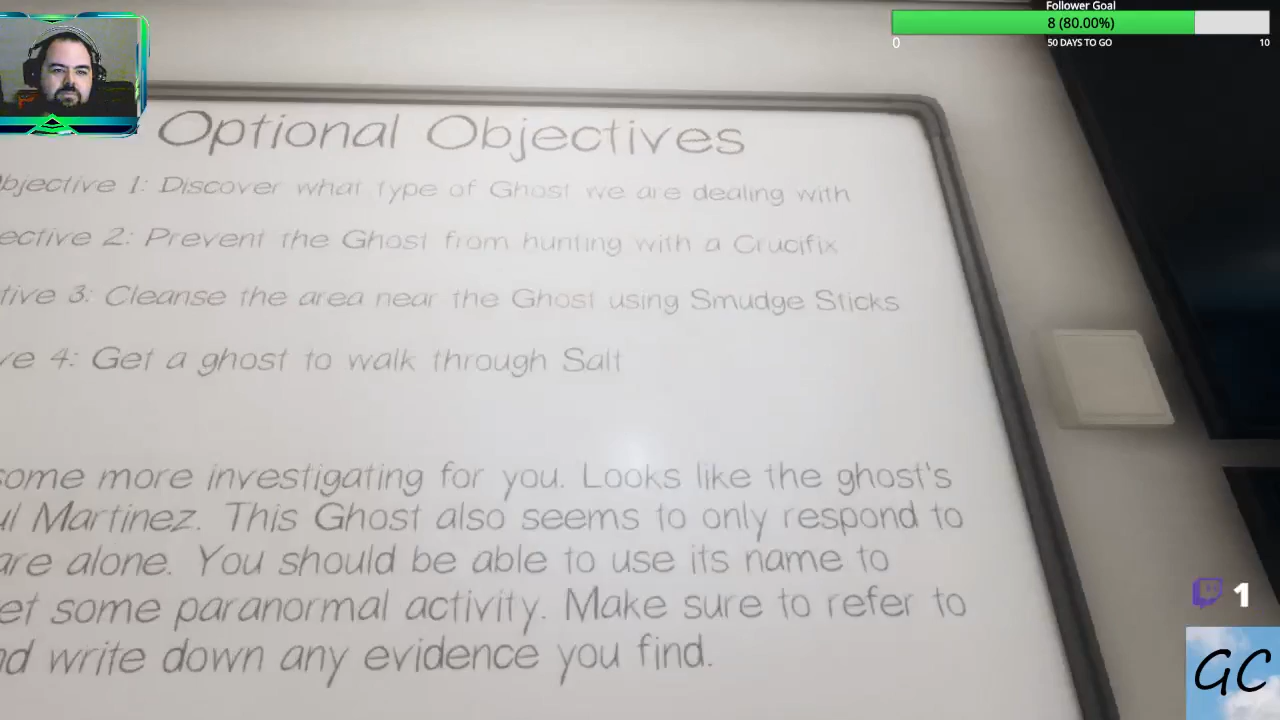 Follower Goal
8 (80.00%)
0 50 DAYS TO GO 10
Optional Objectives
bjective 1: Discover what type of Ghost we are dealing with
ective 2: Prevent the Ghost from hunting with a Crucifix
tive 3: Cleanse the area near the Ghost using Smudge Sticks
ve 4: Get a ghost to walk through Salt
some more investigating for you. Looks like the ghost's
ul Martinez. This Ghost also seems to only respond to
are alone. You should be able to use its name to
et some paranormal activity. Make sure to refer to
nd write down any evidence you find.
1
GC